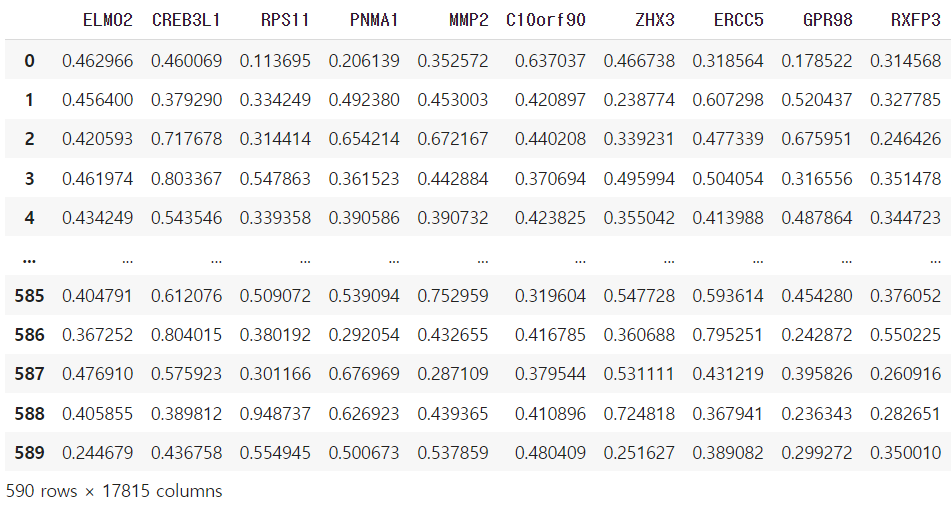 ELMO2 CREB3L1 RPS11 PNMA1 MMP2 C10orf90 ZHX3 ERCC5 GPR98 RXFP3
0 0.462966 0.460069 0.113695 0.206139 0.352572 0.637037 0.466738 0.318564 0.178522 0.314568
1 0.456400 0.379290 0.334249 0.492380 0.453003 0.420897 0.238774 0.607298 0.520437 0.327785
2 0.420593 0.717678 0.314414 0.654214 0.672167 0.440208 0.339231 0.477339 0.675951 0.246426
3 0.461974 0.803367 0.547863 0.361523 0.442884 0.370694 0.495994 0.504054 0.316556 0.351478
4 0.434249 0.543546 0.339358 0.390586 0.390732 0.423825 0.355042 0.413988 0.487864 0.344723
... ... ... ... ... ... ... ... ... ... ...
585 0.404791 0.612076 0.509072 0.539094 0.752959 0.319604 0.547728 0.593614 0.454280 0.376052
586 0.367252 0.804015 0.380192 0.292054 0.432655 0.416785 0.360688 0.795251 0.242872 0.550225
587 0.476910 0.575923 0.301166 0.676969 0.287109 0.379544 0.531111 0.431219 0.395826 0.260916
588 0.405855 0.389812 0.948737 0.626923 0.439365 0.410896 0.724818 0.367941 0.236343 0.282651
589 0.244679 0.436758 0.554945 0.500673 0.537859 0.480409 0.251627 0.389082 0.299272 0.350010
590 rows × 17815 columns